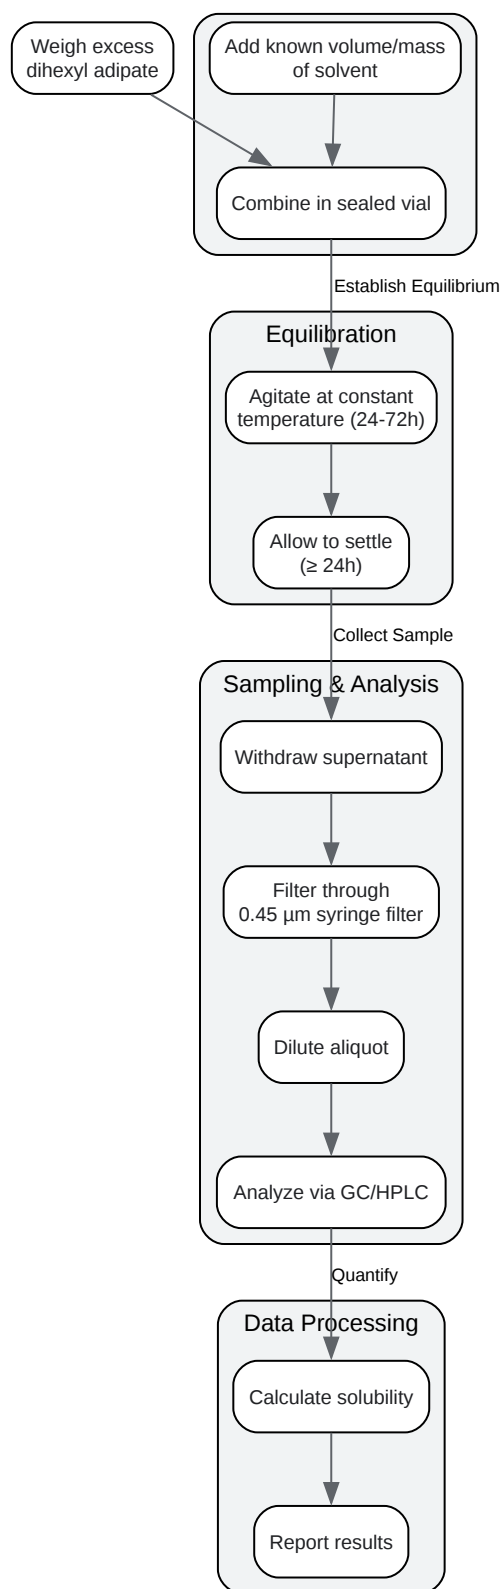 Weigh excess
dihexyl adipate
Add known volume/mass
of solvent
Combine in sealed vial
Establish Equilibrium
Equilibration
Agitate at constant
temperature (24-72h)
Allow to settle
(≥ 24h)
Collect Sample
Sampling & Analysis
Withdraw supernatant
Filter through
0.45 µm syringe filter
Dilute aliquot
Analyze via GC/HPLC
Quantify
Data Processing
Calculate solubility
Report results